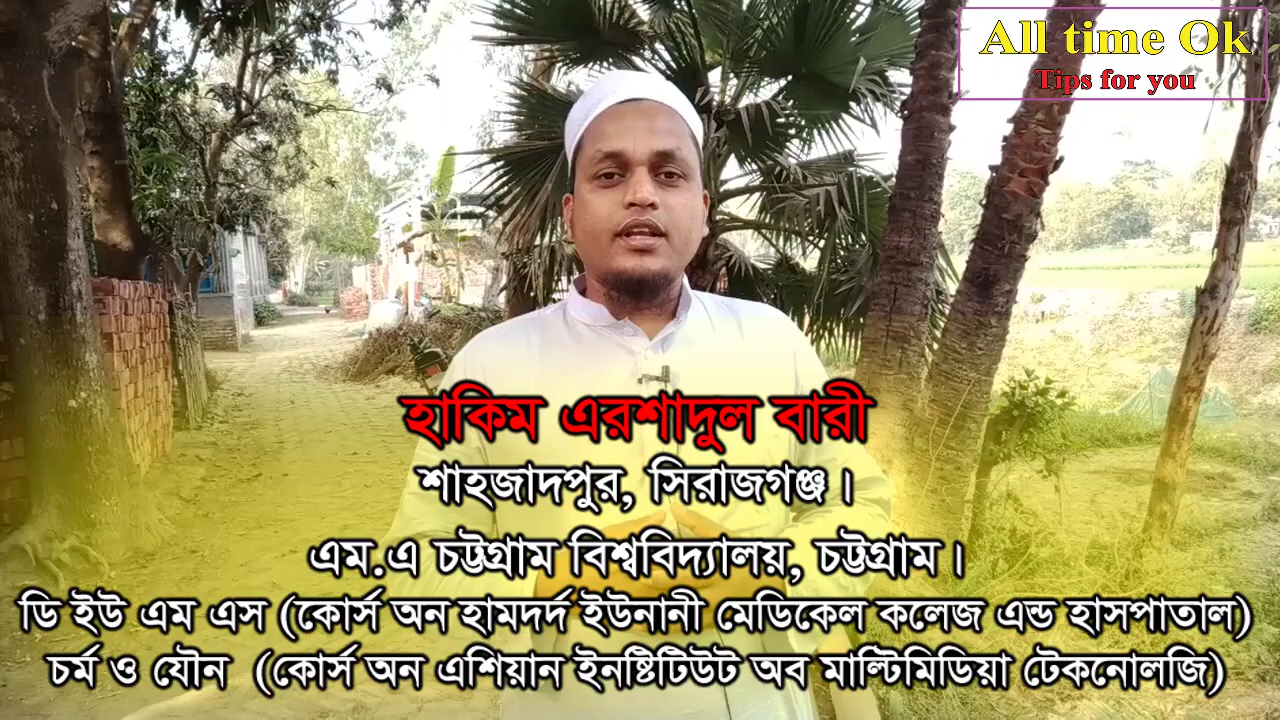 All time Ok
Tips for you
হাকিম এরশাদুল বারী
শাহজাদপুর, সিরাজগঞ্জ।
এম.এ চট্টগ্রাম বিশ্ববিদ্যালয়, চট্টগ্রাম।
ডি ইউ এম এস (কোর্স অন হামদর্দ ইউনানী মেডিকেল কলেজ এন্ড হাসপাতাল)
চর্ম ও যৌন (কোর্স অন এশিয়ান ইনষ্টিটিউট অব মাল্টিমিডিয়া টেকনোলজি)